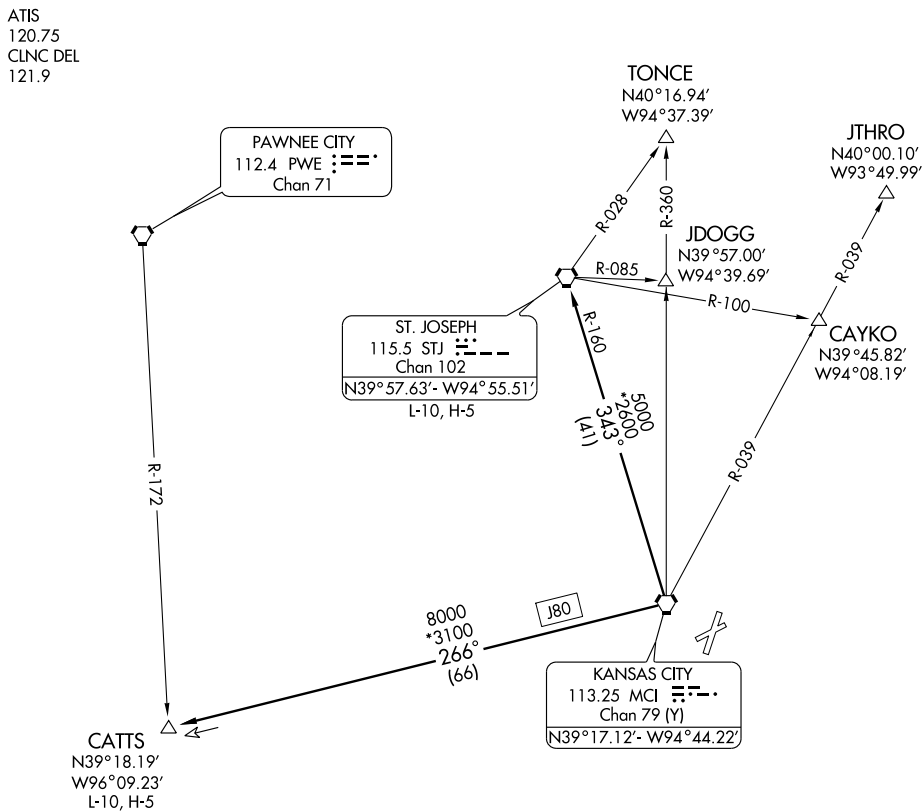 ATIS
120.75
CLNC DEL
121.9
TONCE
N40°16.94'
W94°37.39'
JTHRO
N40°00.10'
W93°49.99'
PAWNEE CITY
112.4 PWE
Chan 71
R-028
R-360
R-039
JDOGG
N39°57.00'
W94°39.69'
R-085
R-100
CAYKO
N39°45.82'
W94°08.19'
ST. JOSEPH
115.5 STJ
Chan 102
N39°57.63'- W94°55.51'
L-10, H-5
R-160
5000
*2600
343°
(41)
R-039
R-172
8000
*3100
266°
(66)
J80
KANSAS CITY
113.25 MCI
Chan 79 (Y)
N39°17.12'- W94°44.22'
CATTS
N39°18.19'
W96°09.23'
L-10, H-5